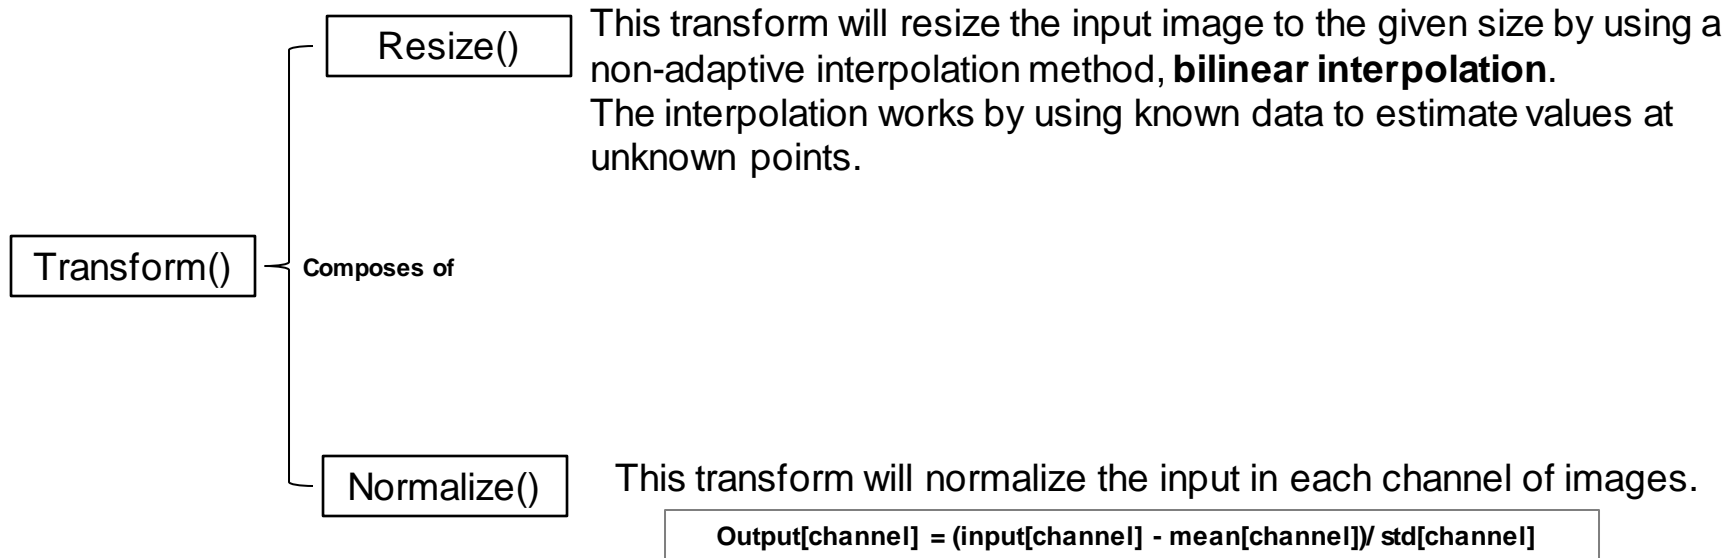 Resize()
This transform will resize the input image to the given size by using a
non-adaptive interpolation method, bilinear interpolation.
The interpolation works by using known data to estimate values at
unknown points.
Transform()
Composes of
Normalize()
This transform will normalize the input in each channel of images.
Output[channel] = (input[channel] - mean[channel])/ std[channel]